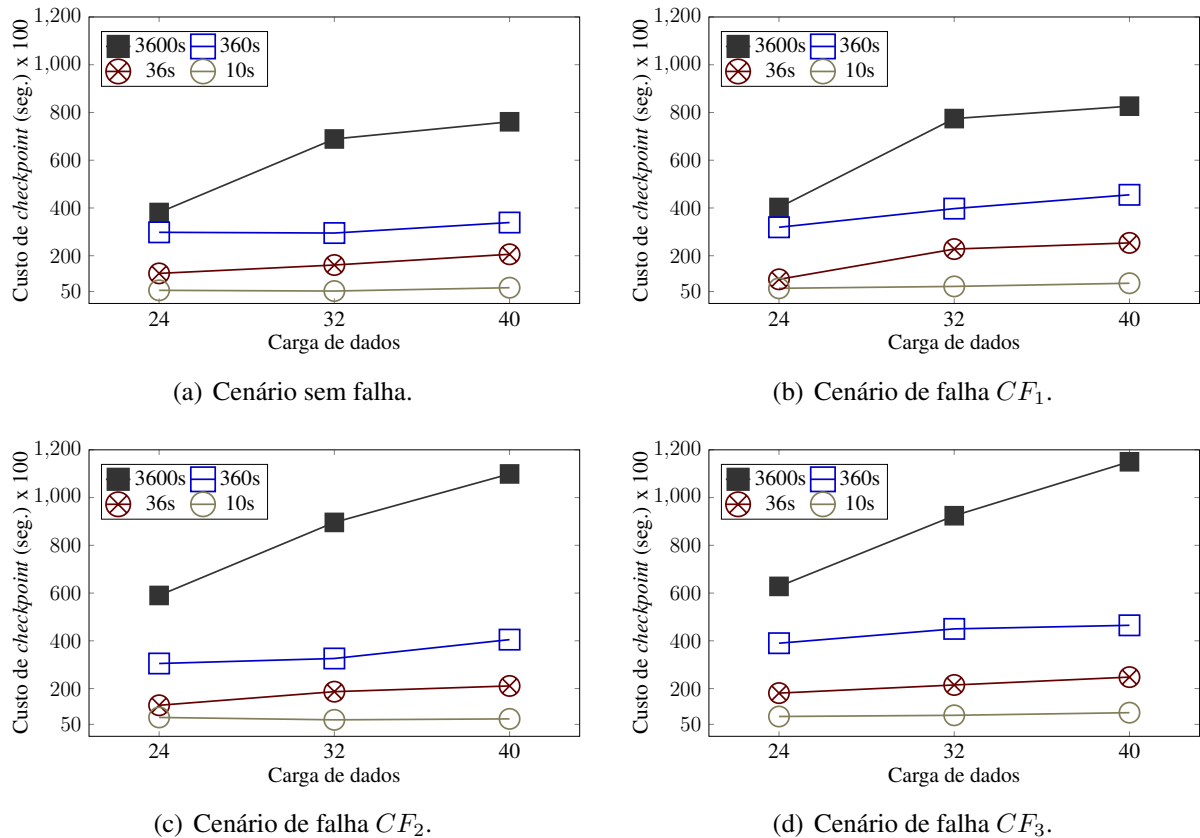 1,200
1,000
800
600
400
200
50
Custo de checkpoint (seg.) x 100
3600s 360s
36s 10s
24 32 40
Carga de dados
(a) Cenário sem falha.
1,200
1,000
800
600
400
200
50
Custo de checkpoint (seg.) x 100
3600s 360s
36s 10s
24 32 40
Carga de dados
(b) Cenário de falha CF1.
1,200
1,000
800
600
400
200
50
Custo de checkpoint (seg.) x 100
3600s 360s
36s 10s
24 32 40
Carga de dados
(c) Cenário de falha CF2.
1,200
1,000
800
600
400
200
50
Custo de checkpoint (seg.) x 100
3600s 360s
36s 10s
24 32 40
Carga de dados
(d) Cenário de falha CF3.